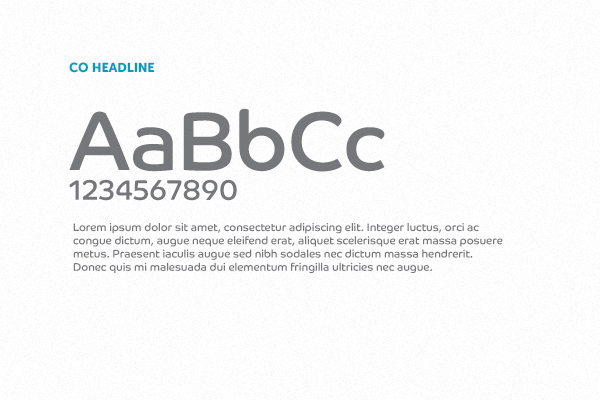 CO HEADLINE
AaBbCc
1234567890
Lorem ipsum dolor sit amet, consectetur adipiscing elit. Integer luctus, orci ac
congue dictum, augue neque eleifend erat, aliquet scelerisque erat massa posuere
metus. Praesent iaculis augue sed nibh sodales nec dictum massa hendrerit.
Donec quis mi malesuada dui elementum fringilla ultricies nec augue.